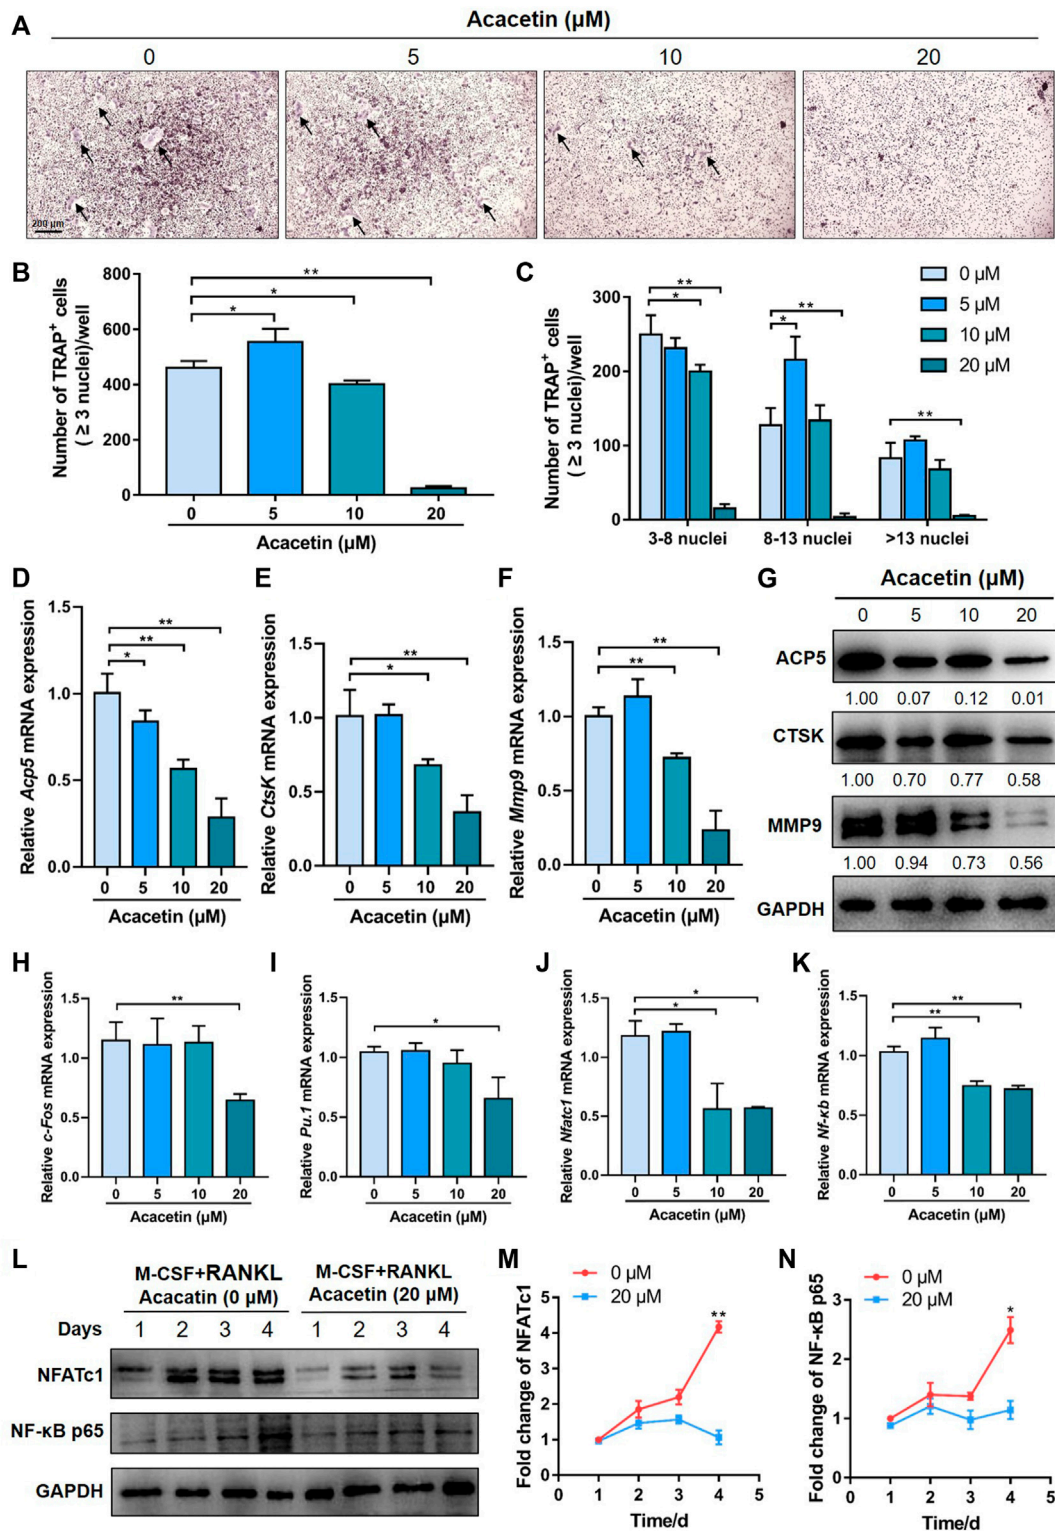 A
Acacetin (μM)
0 5 10 20
200 μm
B
Number of TRAP⁺ cells
( ≥ 3 nuclei)/well
800
600
400
200
0
** 
*
*
0 5 10 20
Acacetin (μM)
C
Number of TRAP⁺ cells
( ≥ 3 nuclei)/well
300
200
100
0
**
*
**
*
**
0 μM
5 μM
10 μM
20 μM
3-8 nuclei 8-13 nuclei >13 nuclei
D
Relative Acp5 mRNA expression
1.5
1.0
0.5
0.0
**
**
*
0 5 10 20
Acacetin (μM)
E
Relative CtsK mRNA expression
1.5
1.0
0.5
0.0
**
*
0 5 10 20
Acacetin (μM)
F
Relative Mmp9 mRNA expression
1.5
1.0
0.5
0.0
**
**
0 5 10 20
Acacetin (μM)
G
Acacetin (μM)
0 5 10 20
ACP5
1.00 0.07 0.12 0.01
CTSK
1.00 0.70 0.77 0.58
MMP9
1.00 0.94 0.73 0.56
GAPDH
H
Relative c-Fos mRNA expression
1.5
1.0
0.5
0.0
**
0 5 10 20
Acacetin (μM)
I
Relative Pu.1 mRNA expression
1.5
1.0
0.5
0.0
*
0 5 10 20
Acacetin (μM)
J
Relative Nfatc1 mRNA expression
1.5
1.0
0.5
0.0
*
*
0 5 10 20
Acacetin (μM)
K
Relative Nf-κb mRNA expression
1.5
1.0
0.5
0.0
**
**
0 5 10 20
Acacetin (μM)
L
M-CSF+RANKL M-CSF+RANKL
Acacatin (0 μM) Acacetin (20 μM)
Days 1 2 3 4 1 2 3 4
NFATc1
NF-κB p65
GAPDH
M
0 μM
20 μM
Fold change of NFATc1
5
4
3
2
1
0
**
0 1 2 3 4 5
Time/d
N
0 μM
20 μM
Fold change of NF-κB p65
3
2
1
0
*
0 1 2 3 4 5
Time/d